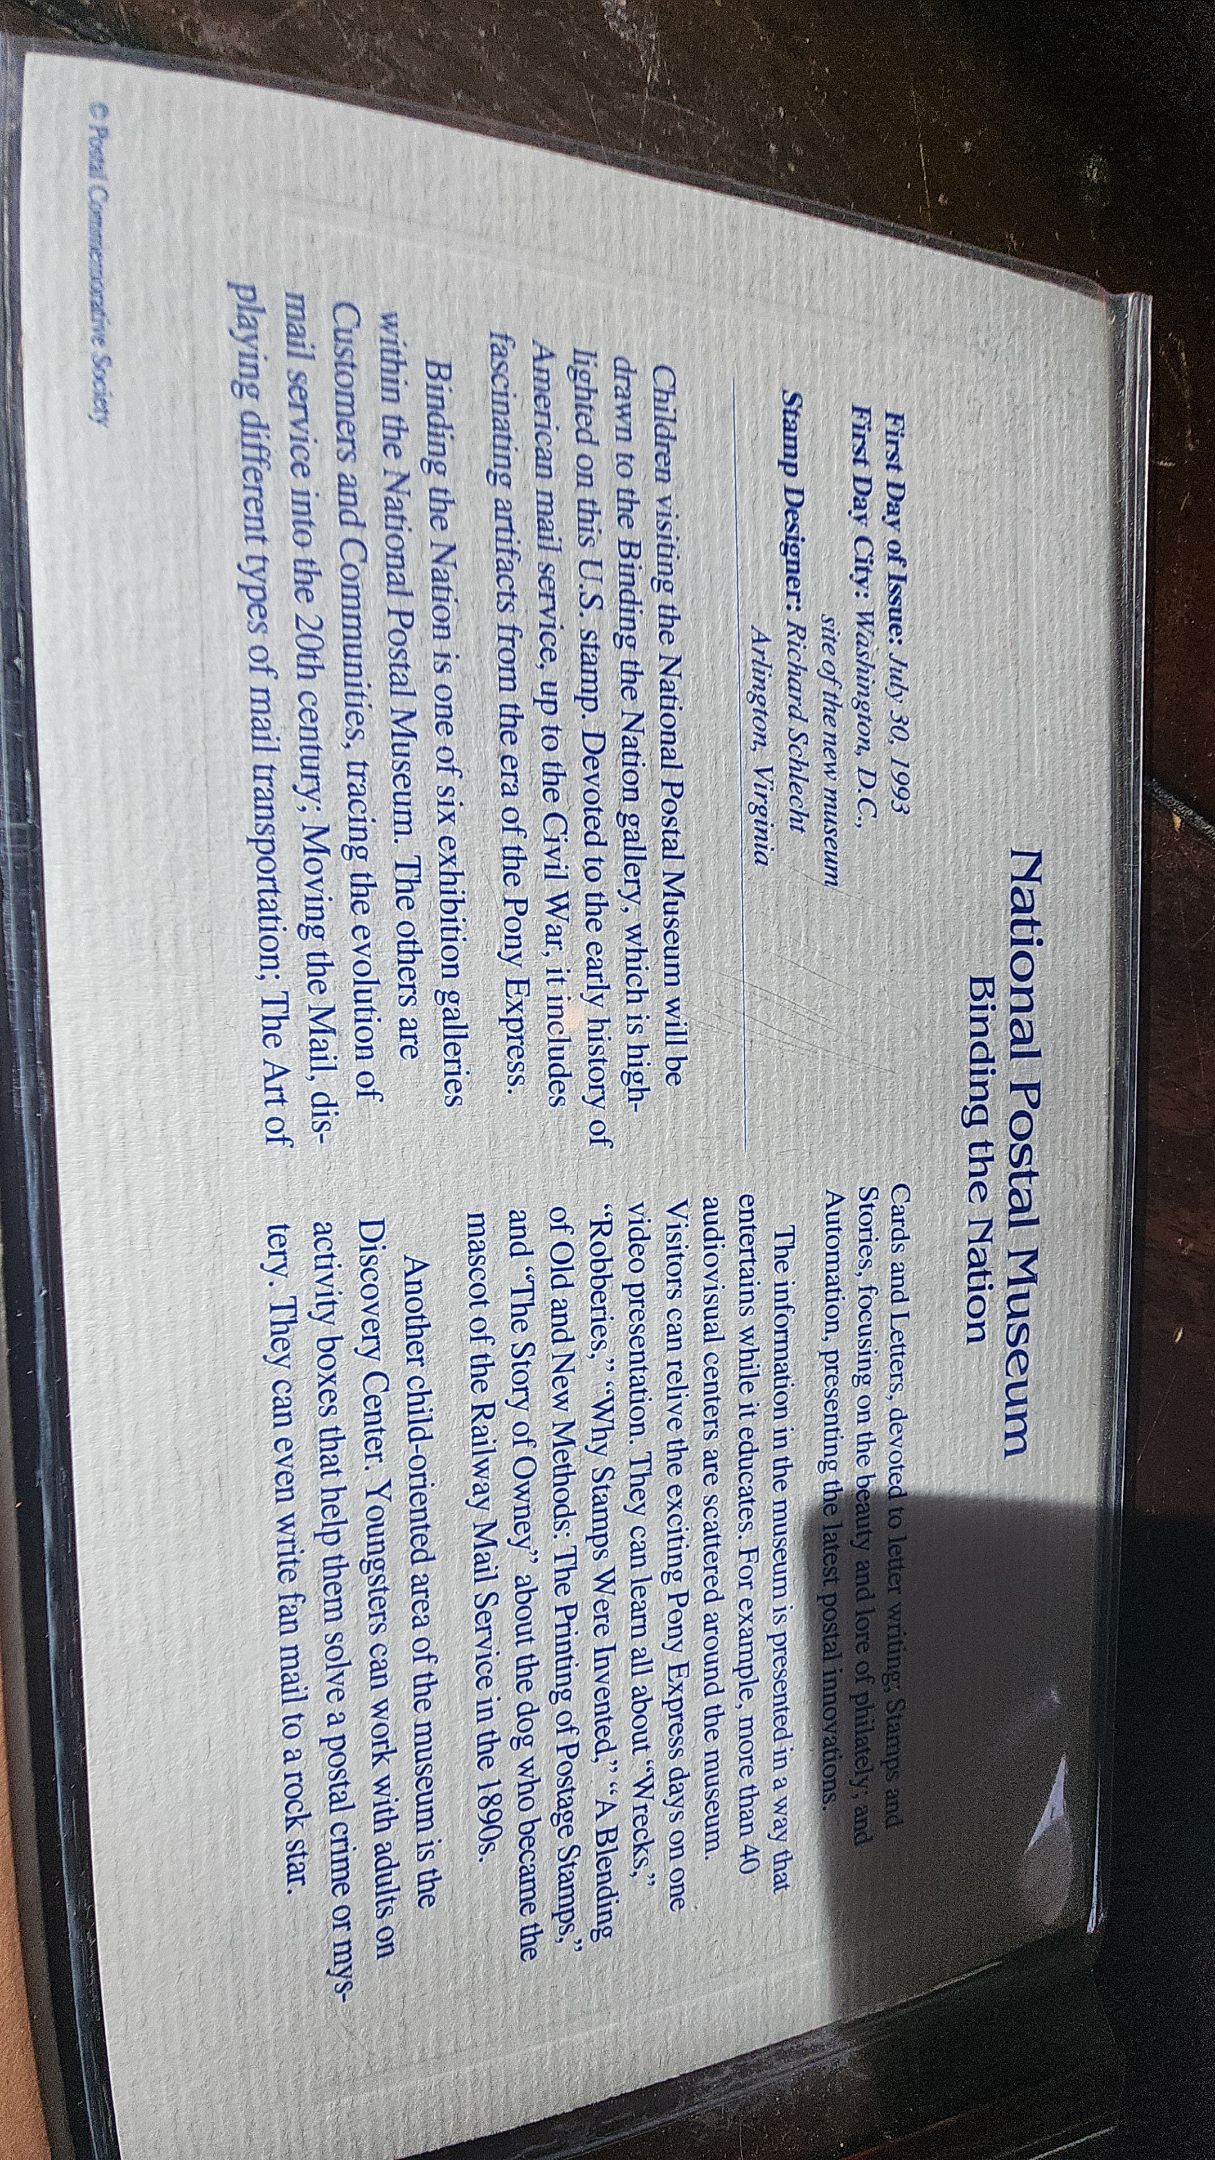 National Postal Museum
Binding the Nation
First Day of Issue: July 30, 1993
First Day City: Washington, D.C.,
site of the new museum
Stamp Designer: Richard Schlecht
Arlington, Virginia
Children visiting the National Postal Museum will be
drawn to the Binding the Nation gallery, which is high-
lighted on this U.S. stamp. Devoted to the early history of
American mail service, up to the Civil War, it includes
fascinating artifacts from the era of the Pony Express.
Binding the Nation is one of six exhibition galleries
within the National Postal Museum. The others are
Customers and Communities, tracing the evolution of
mail service into the 20th century; Moving the Mail, dis-
playing different types of mail transportation; The Art of
Cards and Letters, devoted to letter writing; Stamps and
Stories, focusing on the beauty and lore of philately; and
Automation, presenting the latest postal innovations.
The information in the museum is presented in a way that
entertains while it educates. For example, more than 40
audiovisual centers are scattered around the museum.
Visitors can relive the exciting Pony Express days on one
video presentation. They can learn all about “Wrecks,”
“Robberies,” “Why Stamps Were Invented,” “A Blending
of Old and New Methods: The Printing of Postage Stamps,”
and “The Story of Owney” about the dog who became the
mascot of the Railway Mail Service in the 1890s.
Another child-oriented area of the museum is the
Discovery Center. Youngsters can work with adults on
activity boxes that help them solve a postal crime or mys-
tery. They can even write fan mail to a rock star.
© Postal Commemorative Society